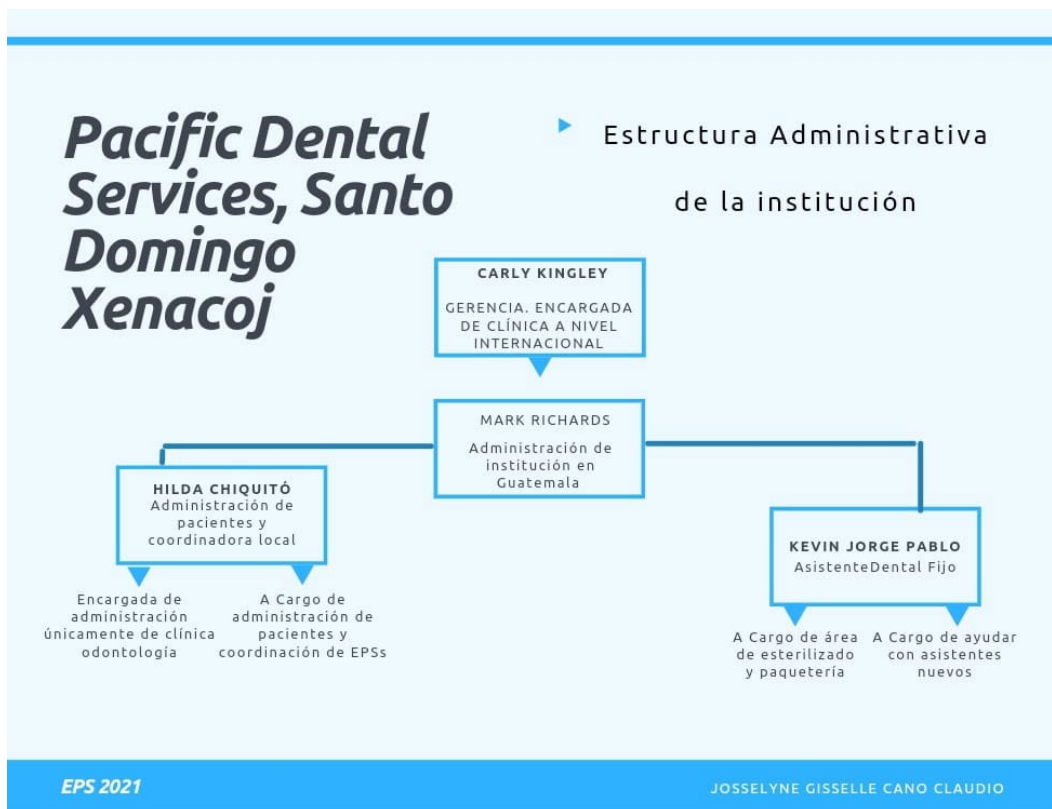 Pacific Dental
Services, Santo
Domingo
Xenacoj
Estructura Administrativa
de la institución
CARLY KINGLEY
GERENCIA. ENCARGADA
DE CLÍNICA A NIVEL
INTERNACIONAL
MARK RICHARDS
Administración de
institución en
Guatemala
HILDA CHIQUITÓ
Administración de
pacientes y
coordinadora local
Encargada de
administración
únicamente de clínica
odontología
A Cargo de
administración de
pacientes y
coordinación de EPSs
KEVIN JORGE PABLO
AsistenteDental Fijo
A Cargo de área
de esterilizado
y paquetería
A Cargo de ayudar
con asistentes
nuevos
EPS 2021
JOSSELYNE GISSELLE CANO CLAUDIO